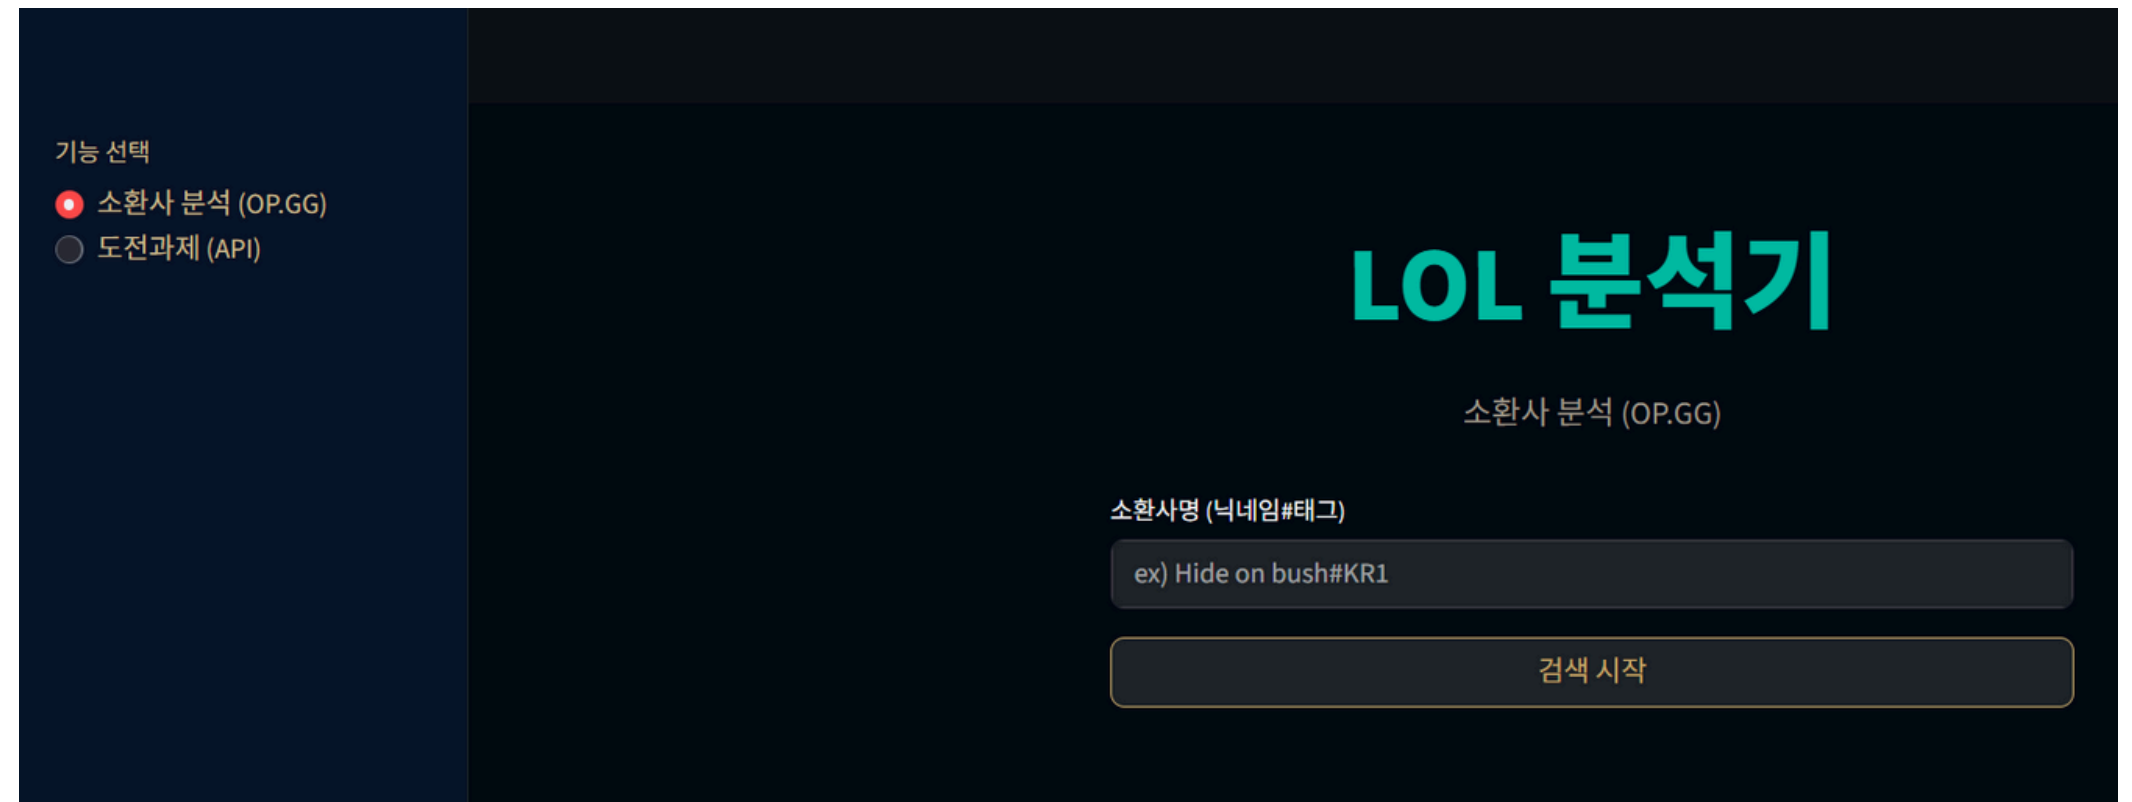 기능 선택
소환사 분석 (OP.GG)
도전과제 (API)
LOL 분석기
소환사 분석 (OP.GG)
소환사명 (닉네임#태그)
ex) Hide on bush#KR1
검색 시작